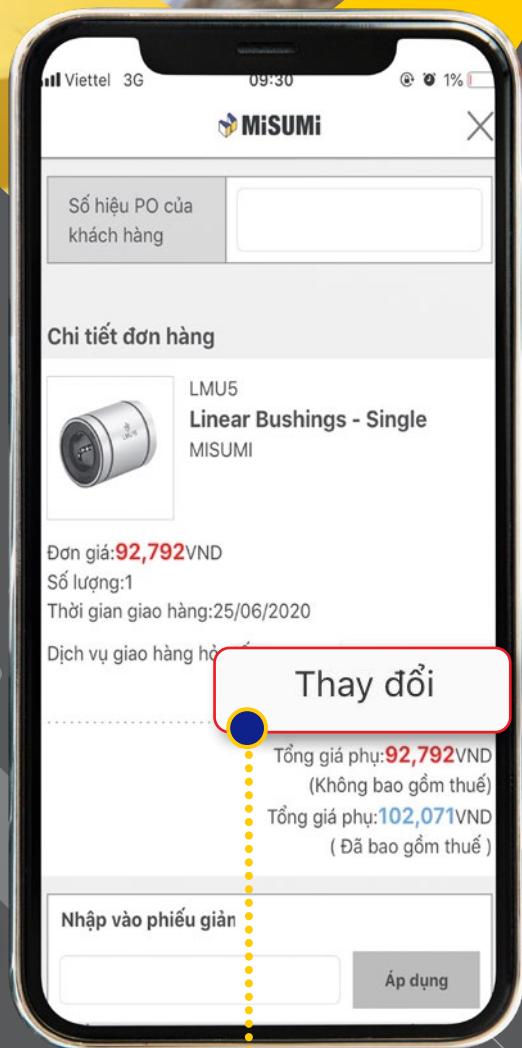 Viettel 3G 09:30 1%
MiSUMi
Số hiệu PO của
khách hàng
Chi tiết đơn hàng
LMU5
Linear Bushings - Single
MISUMI
Đơn giá:92,792VND
Số lượng:1
Thời gian giao hàng:25/06/2020
Dịch vụ giao hàng
Thay đổi
Tổng giá phụ:92,792VND
(Không bao gồm thuế)
Tổng giá phụ:102,071VND
( Đã bao gồm thuế )
Nhập vào phiếu
Áp dụng